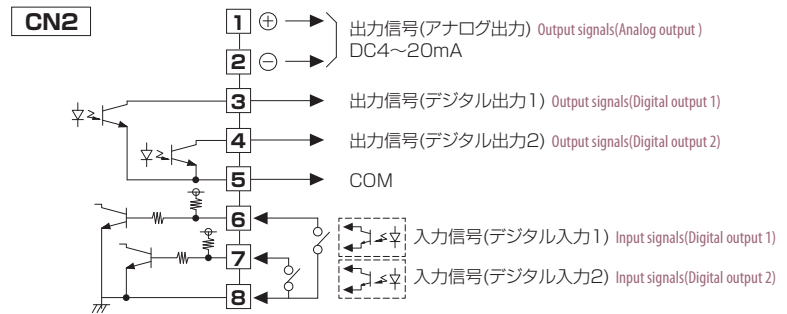 CN2
1 ⊕ 出力信号(アナログ出力) Output signals(Analog output )
DC4～20mA
2 ⊖
3 出力信号(デジタル出力1) Output signals(Digital output 1)
4 出力信号(デジタル出力2) Output signals(Digital output 2)
5 COM
6
入力信号(デジタル入力1) Input signals(Digital output 1)
7
入力信号(デジタル入力2) Input signals(Digital output 2)
8